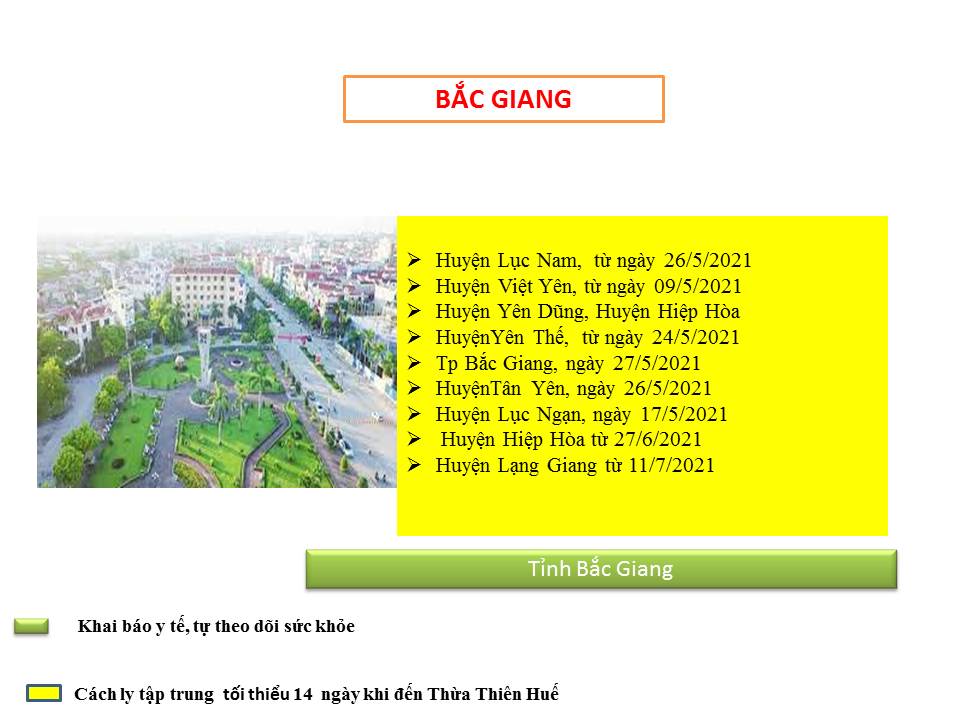 BẮC GIANG
➢ Huyện Lục Nam, từ ngày 26/5/2021
➢ Huyện Việt Yên, từ ngày 09/5/2021
➢ Huyện Yên Dũng, Huyện Hiệp Hòa
➢ HuyệnYên Thế, từ ngày 24/5/2021
➢ Tp Bắc Giang, ngày 27/5/2021
➢ HuyệnTân Yên, ngày 26/5/2021
➢ Huyện Lục Ngạn, ngày 17/5/2021
➢ Huyện Hiệp Hòa từ 27/6/2021
➢ Huyện Lạng Giang từ 11/7/2021
Tỉnh Bắc Giang
Khai báo y tế, tự theo dõi sức khỏe
Cách ly tập trung tối thiểu 14 ngày khi đến Thừa Thiên Huế